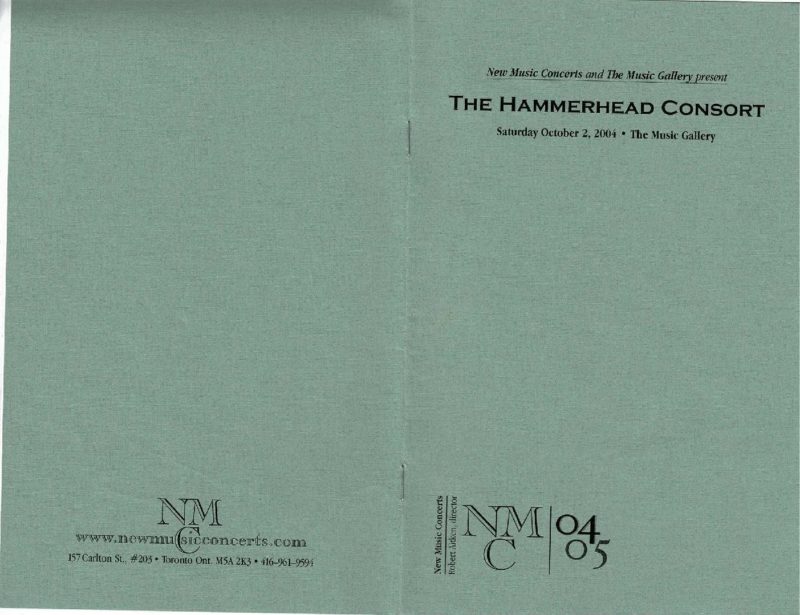 New Music Concerts and The Music Gallery present
THE HAMMERHEAD CONSORT
Saturday October 2, 2004 • The Music Gallery
NM
C
www.newmusicconcerts.com
157 Carlton St., #203 • Toronto Ont. M5A 2K3 • 416-961-9594
New Music Concerts
Robert Aitken, director
NM
C
04
05